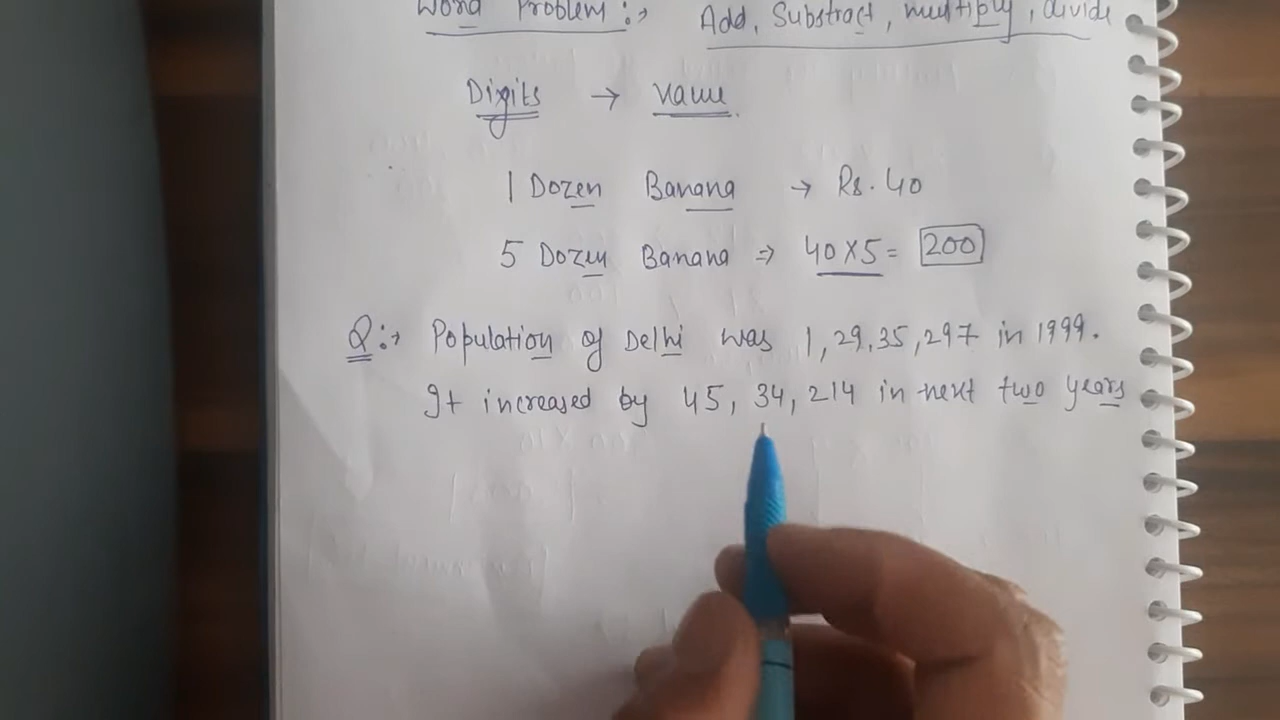 Word Problem :→ Add, Substract, multiply, divide
Digits → Value.
1 Dozen Banana → Rs. 40
5 Dozen Banana ⇒ 40 X 5 = 200
Q:→ Population of Delhi was 1,29,35,297 in 1999.
It increased by 45, 34, 214 in next two years